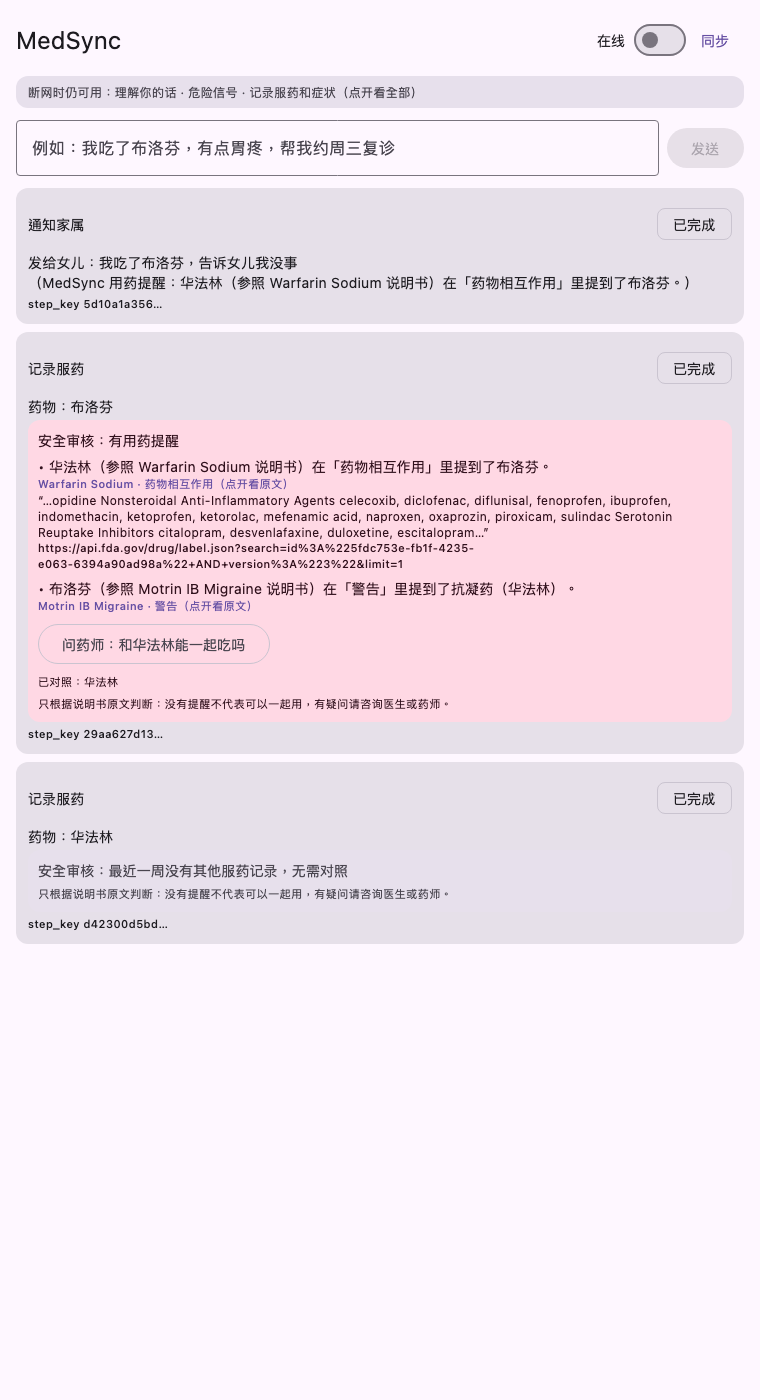 MedSync
在线
同步
断网时仍可用：理解你的话 · 危险信号 · 记录服药和症状（点开看全部）
例如：我吃了布洛芬，有点胃疼，帮我约周三复诊
发送
通知家属
已完成
发给女儿：我吃了布洛芬，告诉女儿我没事
（MedSync 用药提醒：华法林（参照 Warfarin Sodium 说明书）在「药物相互作用」里提到了布洛芬。）
step_key 5d10a1a356…
记录服药
已完成
药物：布洛芬
安全审核：有用药提醒
• 华法林（参照 Warfarin Sodium 说明书）在「药物相互作用」里提到了布洛芬。
Warfarin Sodium · 药物相互作用（点开看原文）
“…opidine Nonsteroidal Anti-Inflammatory Agents celecoxib, diclofenac, diflunisal, fenoprofen, ibuprofen,
indomethacin, ketoprofen, ketorolac, mefenamic acid, naproxen, oxaprozin, piroxicam, sulindac Serotonin
Reuptake Inhibitors citalopram, desvenlafaxine, duloxetine, escitalopram…”
https://api.fda.gov/drug/label.json?search=id%3A%225fdc753e-fb1f-4235-
e063-6394a90ad98a%22+AND+version%3A%223%22&limit=1
• 布洛芬（参照 Motrin IB Migraine 说明书）在「警告」里提到了抗凝药（华法林）。
Motrin IB Migraine · 警告（点开看原文）
问药师：和华法林能一起吃吗
已对照：华法林
只根据说明书原文判断：没有提醒不代表可以一起用，有疑问请咨询医生或药师。
step_key 29aa627d13…
记录服药
已完成
药物：华法林
安全审核：最近一周没有其他服药记录，无需对照
只根据说明书原文判断：没有提醒不代表可以一起用，有疑问请咨询医生或药师。
step_key d42300d5bd…